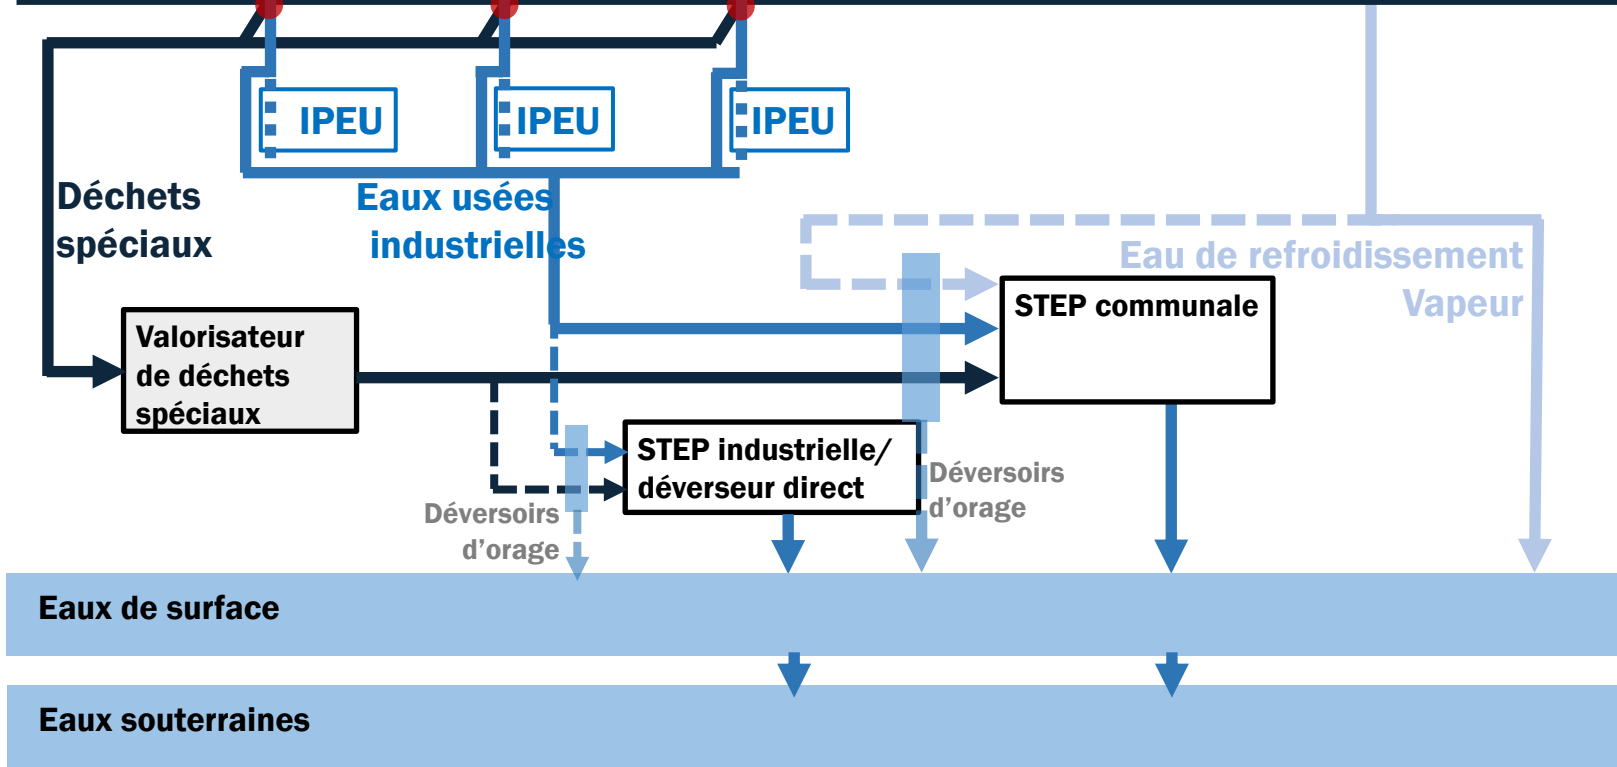 IPEU
IPEU
IPEU
Déchets
spéciaux
Eaux usées
industrielles
Eau de refroidissement
Vapeur
STEP communale
Valorisateur
de déchets
spéciaux
STEP industrielle/
déverseur direct
Déversoirs
d'orage
Déversoirs
d'orage
Eaux de surface
Eaux souterraines